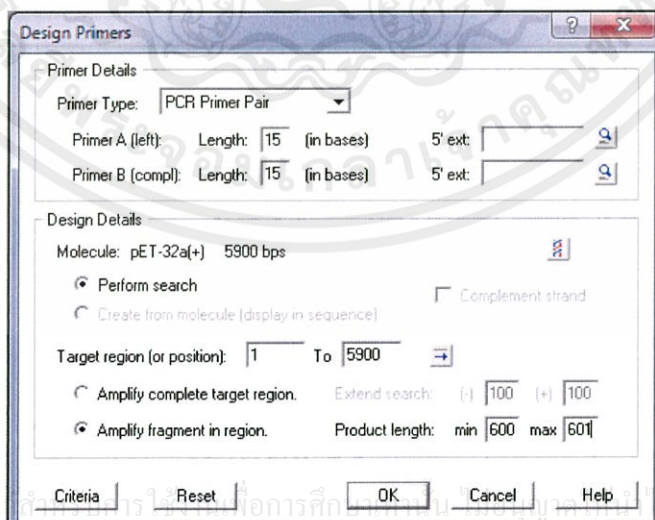 Design Primers
Primer Details
Primer Type: PCR Primer Pair
Primer A (left): Length: 15 (in bases) 5' ext:
Primer B (compl): Length: 15 (in bases) 5' ext:
Design Details
Molecule: pET-32a(+) 5900 bps
Perform search
Complement strand
Create from molecule (display in sequence)
Target region (or position): 1 To 5900
Amplify complete target region. Extend search: (-) 100 (+) 100
Amplify fragment in region. Product length: min 600 max 601
Criteria Reset OK Cancel Help